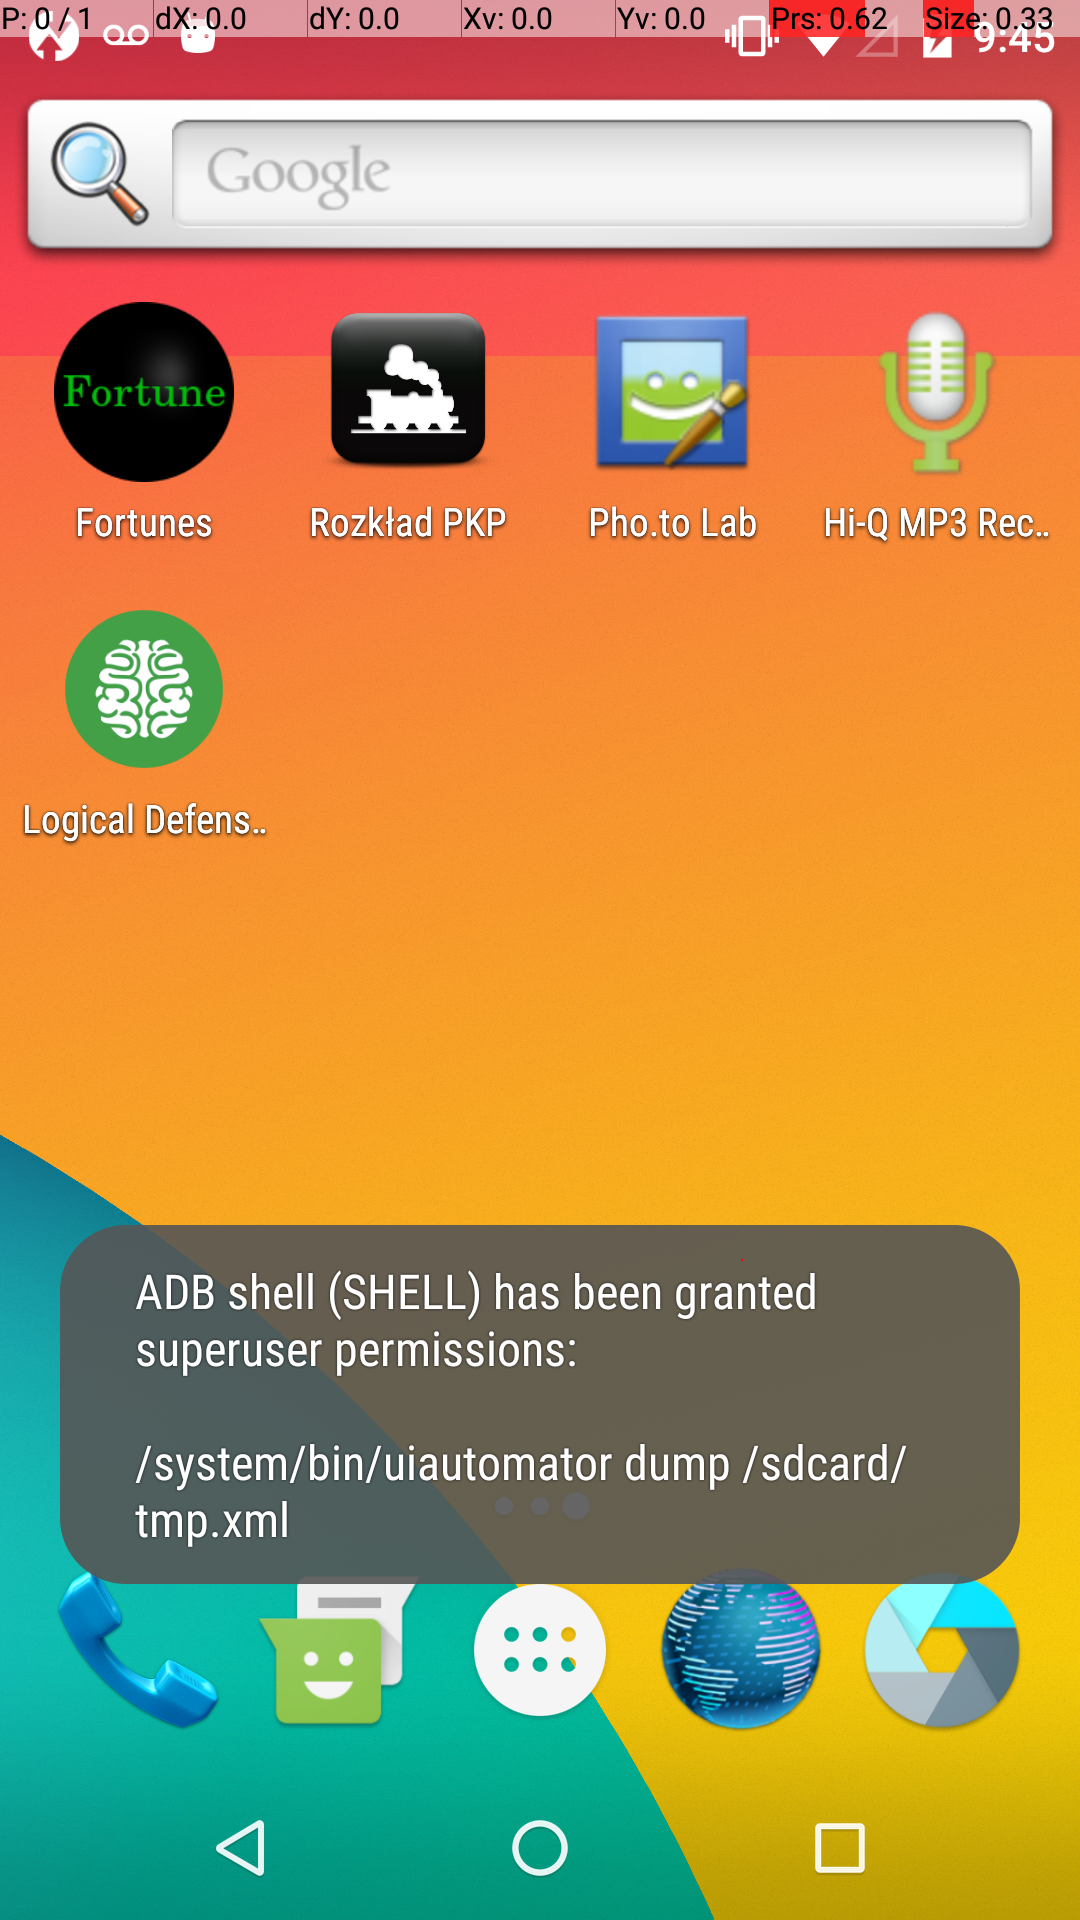 P: 0 / 1 dX: 0.0 dY: 0.0 Xv: 0.0 Yv: 0.0 Prs: 0.62 Size: 0.33
9:45
Google
Fortune
Fortunes Rozkład PKP Pho.to Lab Hi-Q MP3 Rec..
Logical Defens..
ADB shell (SHELL) has been granted
superuser permissions:
/system/bin/uiautomator dump /sdcard/
tmp.xml